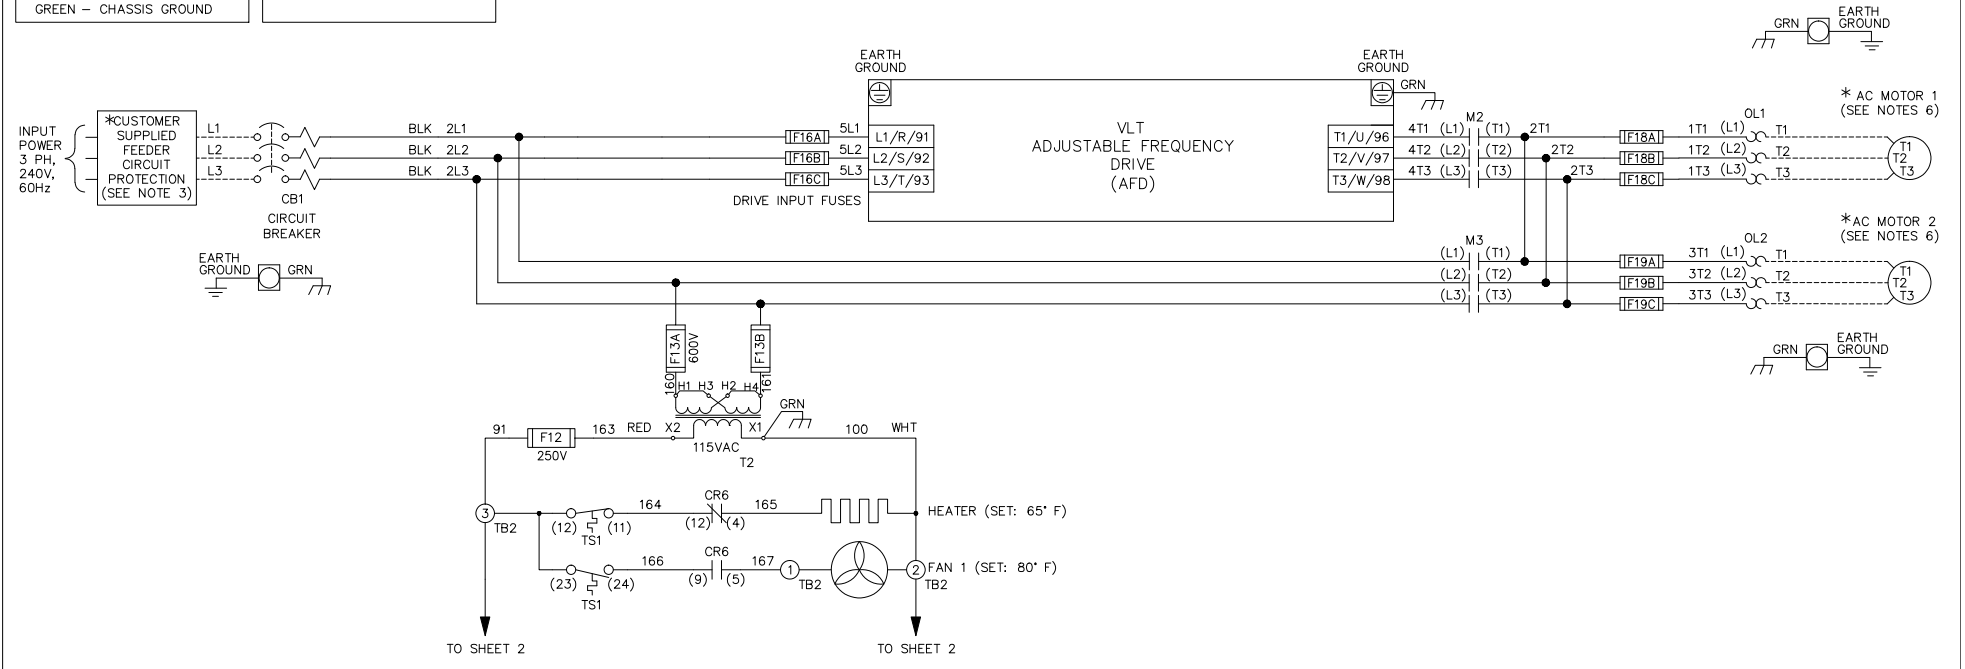 GREEN – CHASSIS GROUND
GRN
EARTH
GROUND
INPUT
POWER
3 PH,
240V,
60Hz
*CUSTOMER
SUPPLIED
FEEDER
CIRCUIT
PROTECTION
(SEE NOTE 3)
L1
L2
L3
CB1
CIRCUIT
BREAKER
BLK 2L1
BLK 2L2
BLK 2L3
F16A
F16B
F16C
5L1
5L2
5L3
DRIVE INPUT FUSES
EARTH
GROUND
L1/R/91
L2/S/92
L3/T/93
VLT
ADJUSTABLE FREQUENCY
DRIVE
(AFD)
EARTH
GROUND
GRN
T1/U/96
T2/V/97
T3/W/98
M2
4T1 (L1) (T1) 2T1
4T2 (L2) (T2) 2T2
4T3 (L3) (T3) 2T3
F18A
F18B
F18C
OL1
1T1 (L1) T1
1T2 (L2) T2
1T3 (L3) T3
* AC MOTOR 1
(SEE NOTES 6)
T1
T2
T3
EARTH
GROUND
GRN
M3
(L1) (T1)
(L2) (T2)
(L3) (T3)
F19A
F19B
F19C
OL2
3T1 (L1) T1
3T2 (L2) T2
3T3 (L3) T3
* AC MOTOR 2
(SEE NOTES 6)
T1
T2
T3
GRN
EARTH
GROUND
F13A
600V
F13B
160
161
H1 H3 H2 H4
GRN
91
F12
250V
163 RED X2
X1
100 WHT
115VAC
T2
3
TB2
(12) (11)
TS1
164
CR6
(12) (4)
165
HEATER (SET: 65° F)
(23) (24)
TS1
166
CR6
(9) (5)
167
1
TB2
2
TB2
FAN 1 (SET: 80° F)
TO SHEET 2
TO SHEET 2